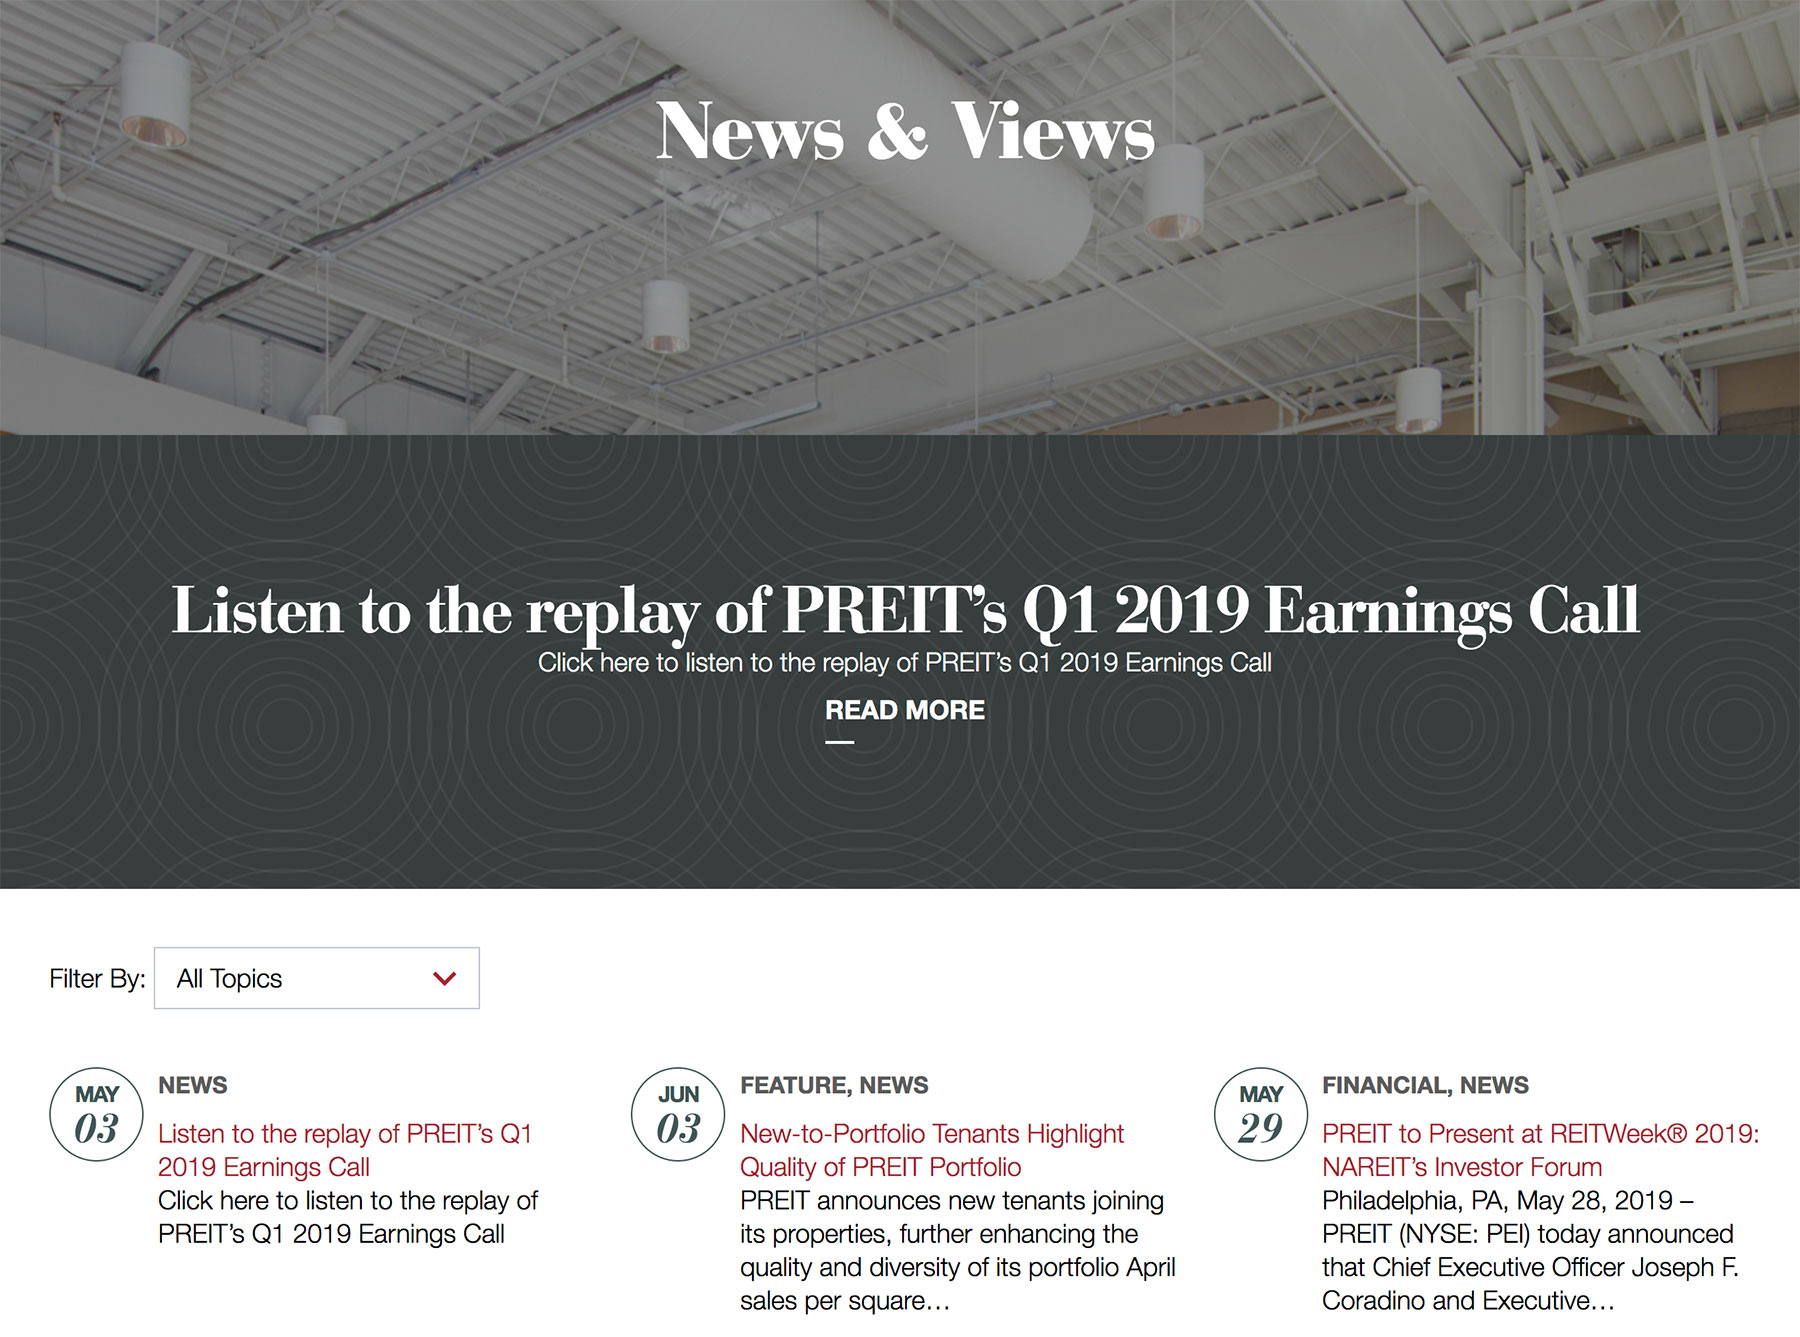 News & Views
Listen to the replay of PREIT’s Q1 2019 Earnings Call
Click here to listen to the replay of PREIT’s Q1 2019 Earnings Call
READ MORE
Filter By:
All Topics
MAY
03
NEWS
Listen to the replay of PREIT’s Q1
2019 Earnings Call
Click here to listen to the replay of
PREIT’s Q1 2019 Earnings Call
JUN
03
FEATURE, NEWS
New-to-Portfolio Tenants Highlight
Quality of PREIT Portfolio
PREIT announces new tenants joining
its properties, further enhancing the
quality and diversity of its portfolio April
sales per square…
MAY
29
FINANCIAL, NEWS
PREIT to Present at REITWeek® 2019:
NAREIT’s Investor Forum
Philadelphia, PA, May 28, 2019 –
PREIT (NYSE: PEI) today announced
that Chief Executive Officer Joseph F.
Coradino and Executive…